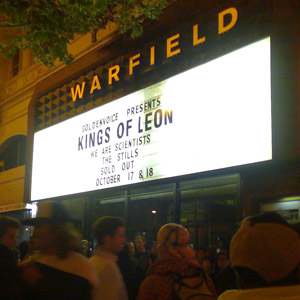 WARFIELD
GOLDENVOICE PRESENTS
KINGS OF LEON
WE ARE SCIENTISTS
THE STILLS
SOLD OUT
OCTOBER 17 & 18